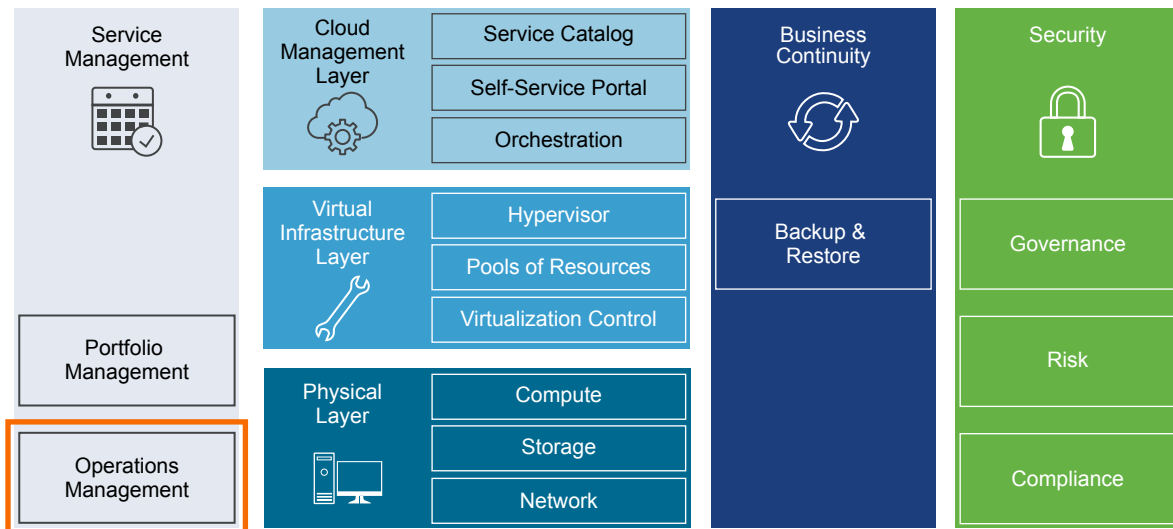 Service
Management
Portfolio
Management
Operations
Management
Cloud
Management
Layer
Service Catalog
Self-Service Portal
Orchestration
Virtual
Infrastructure
Layer
Hypervisor
Pools of Resources
Virtualization Control
Physical
Layer
Compute
Storage
Network
Business
Continuity
Backup &
Restore
Security
Governance
Risk
Compliance